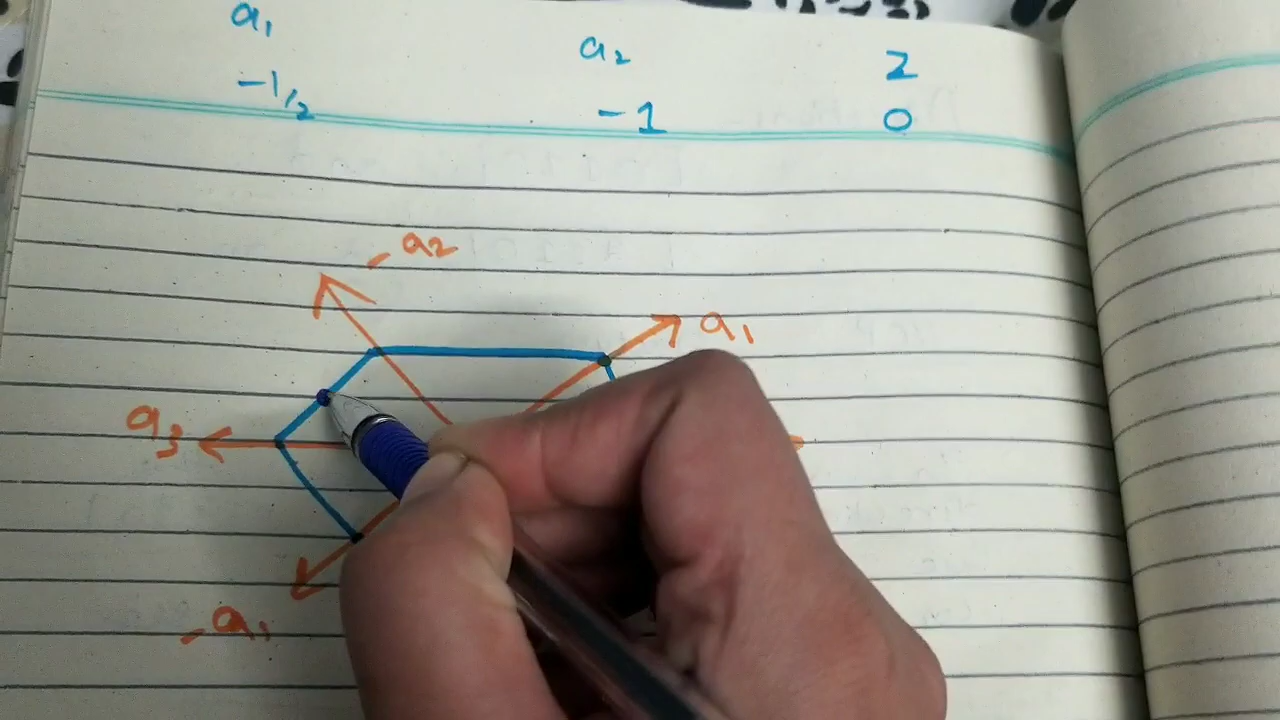 a₁ a₂ Z
-1/2 -1 0
-a₂
a₁
a₃
-a₁